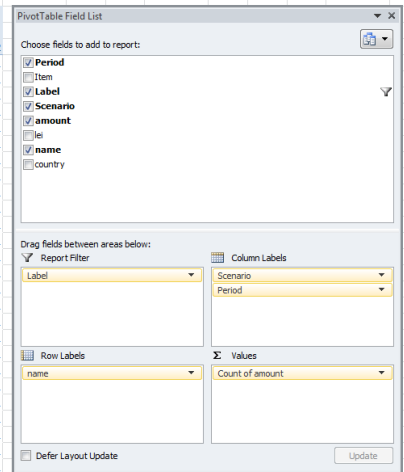 PivotTable Field List
Choose fields to add to report:
Period
Item
Label
Scenario
amount
lei
name
country
Drag fields between areas below:
Report Filter
Column Labels
Label
Scenario
Period
Row Labels
Σ Values
name
Count of amount
Defer Layout Update
Update